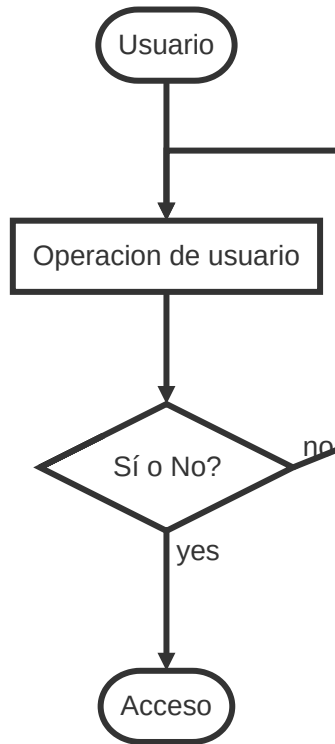 Usuario
Operacion de usuario
Sí o No?
no
yes
Acceso